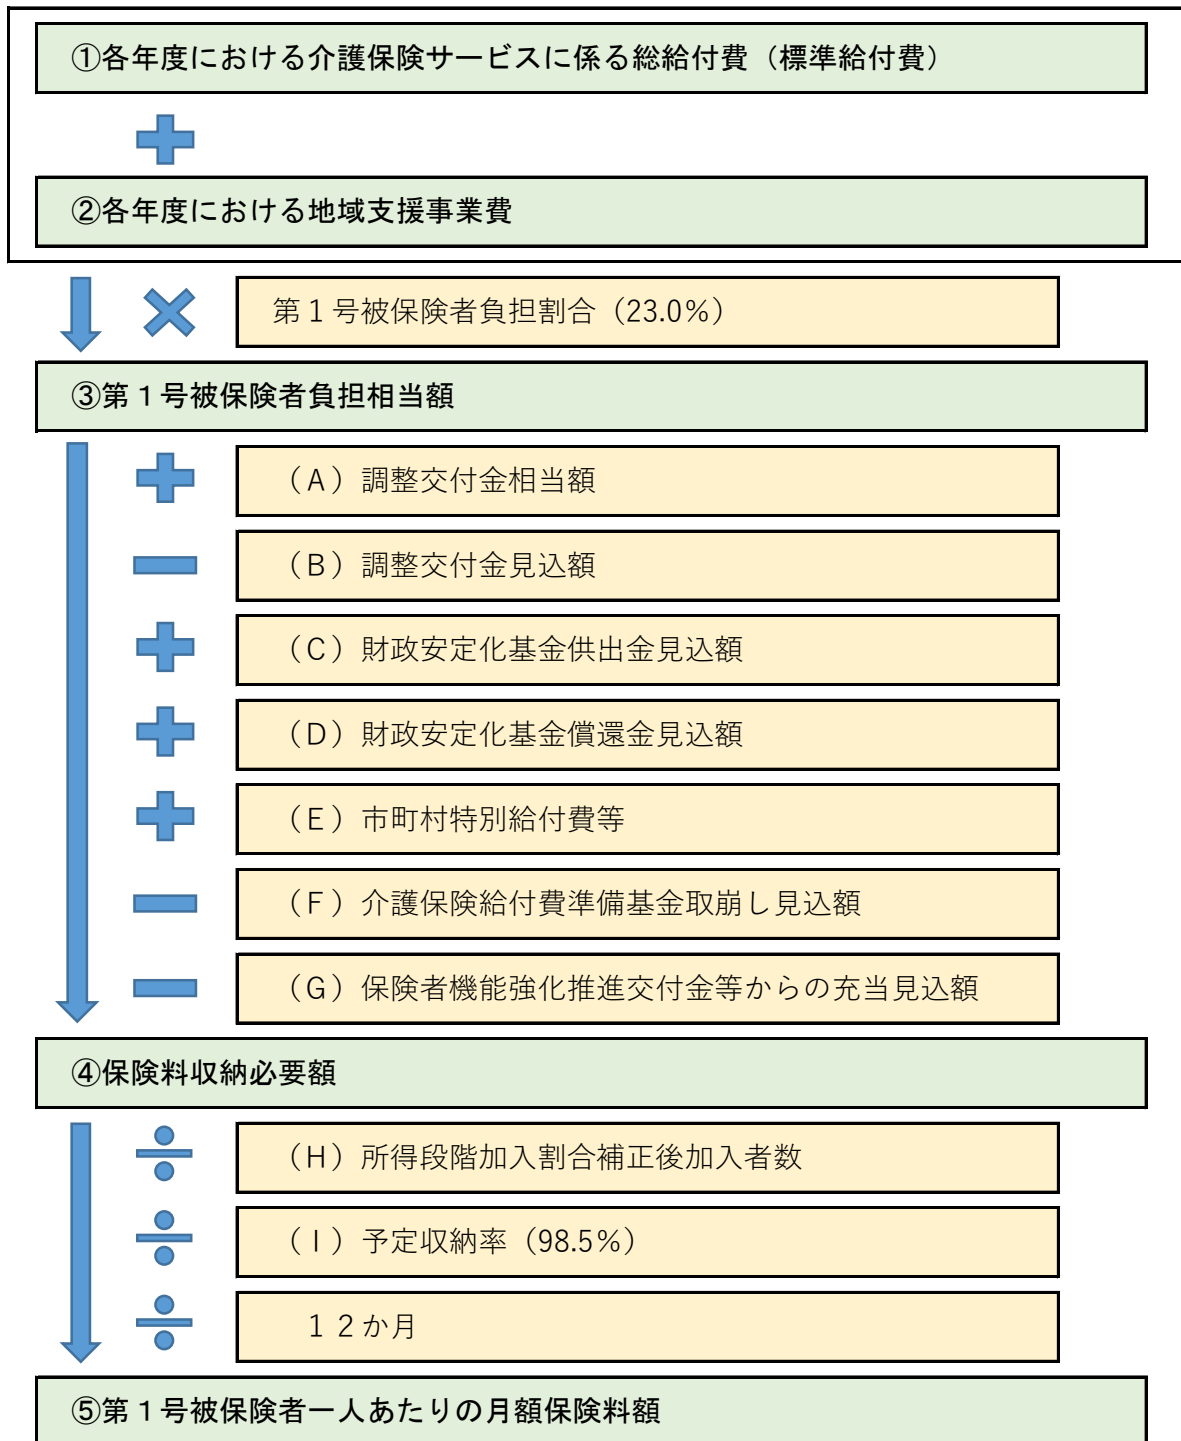 ①各年度における介護保険サービスに係る総給付費（標準給付費）
②各年度における地域支援事業費
第１号被保険者負担割合（23.0％）
③第１号被保険者負担相当額
（Ａ）調整交付金相当額
（Ｂ）調整交付金見込額
（Ｃ）財政安定化基金供出金見込額
（Ｄ）財政安定化基金償還金見込額
（Ｅ）市町村特別給付費等
（Ｆ）介護保険給付費準備基金取崩し見込額
（Ｇ）保険者機能強化推進交付金等からの充当見込額
④保険料収納必要額
（Ｈ）所得段階加入割合補正後加入者数
（Ｉ）予定収納率（98.5％）
１２か月
⑤第１号被保険者一人あたりの月額保険料額